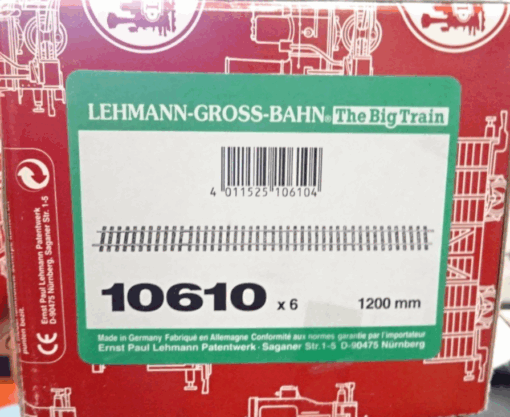 LEHMANN-GROSS-BAHN® The Big Train
4 011525 106104
10610 x 6 1200 mm
Made in Germany Fabriqué en Allemagne Conformité aux normes garantie par l'importateur
Ernst Paul Lehmann Patentwerk · Saganer Str. 1-5 D-90475 Nürnberg
CE Ernst Paul Lehmann Patentwerk
D-90475 Nürnberg, Saganer Str. 1-5